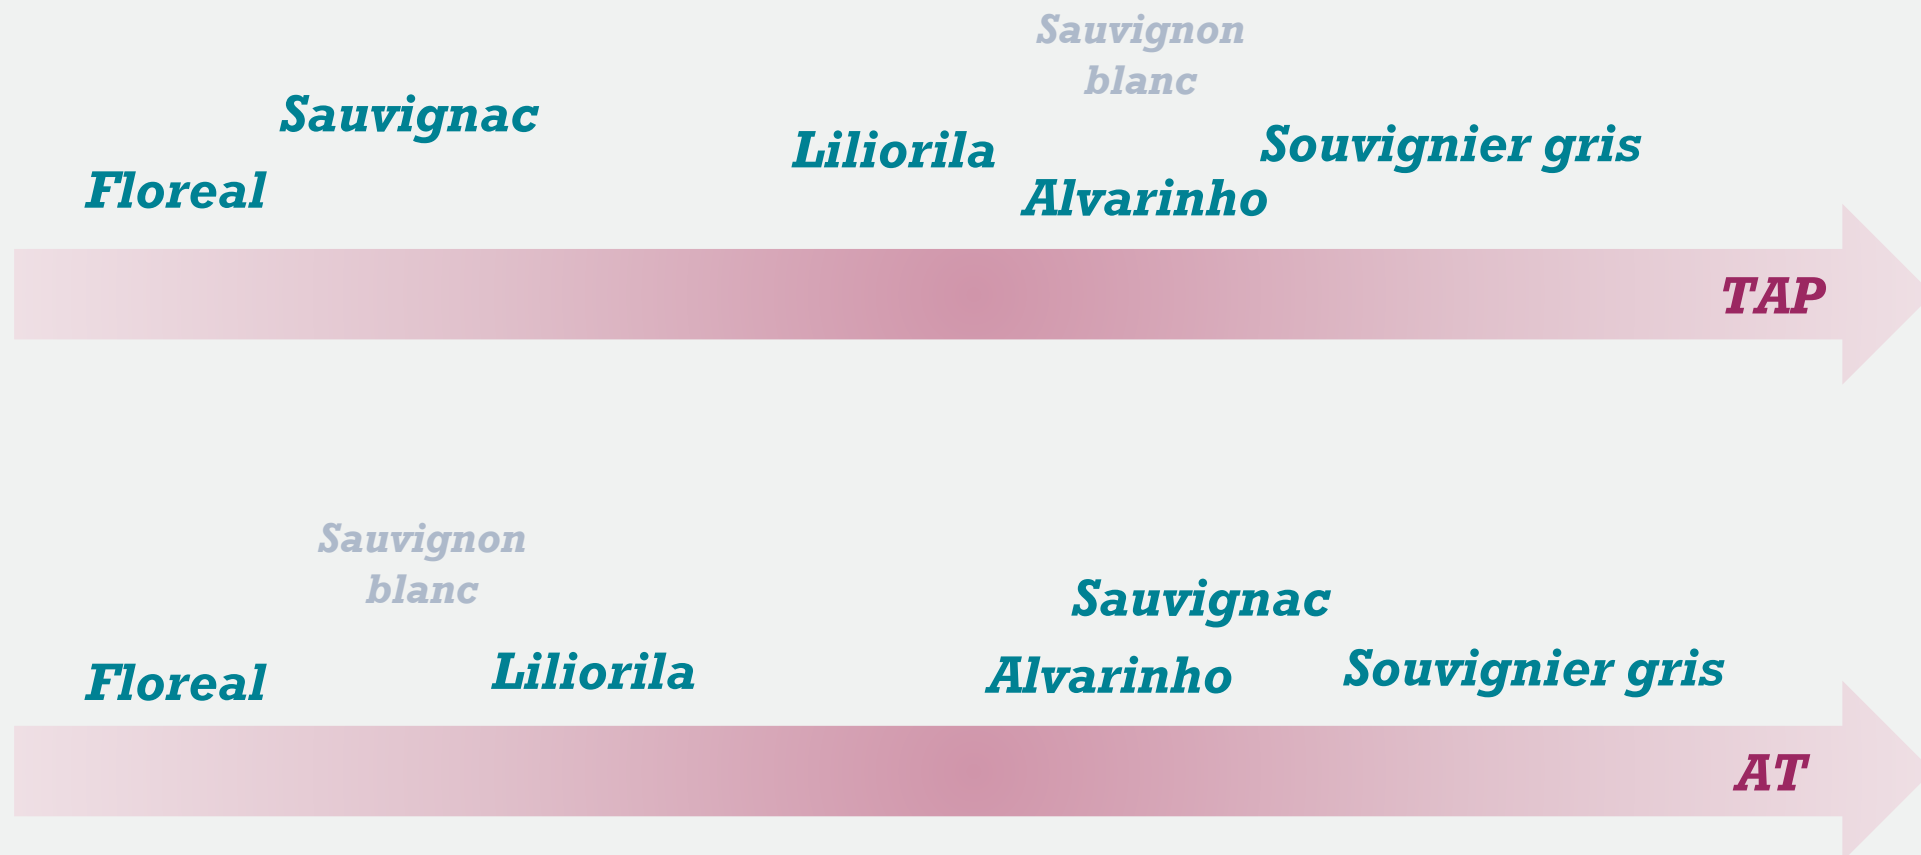 Sauvignon
blanc
Sauvignac
Liliorila
Souvignier gris
Floreal
Alvarinho
TAP
Sauvignon
blanc
Sauvignac
Floreal
Liliorila
Alvarinho
Souvignier gris
AT